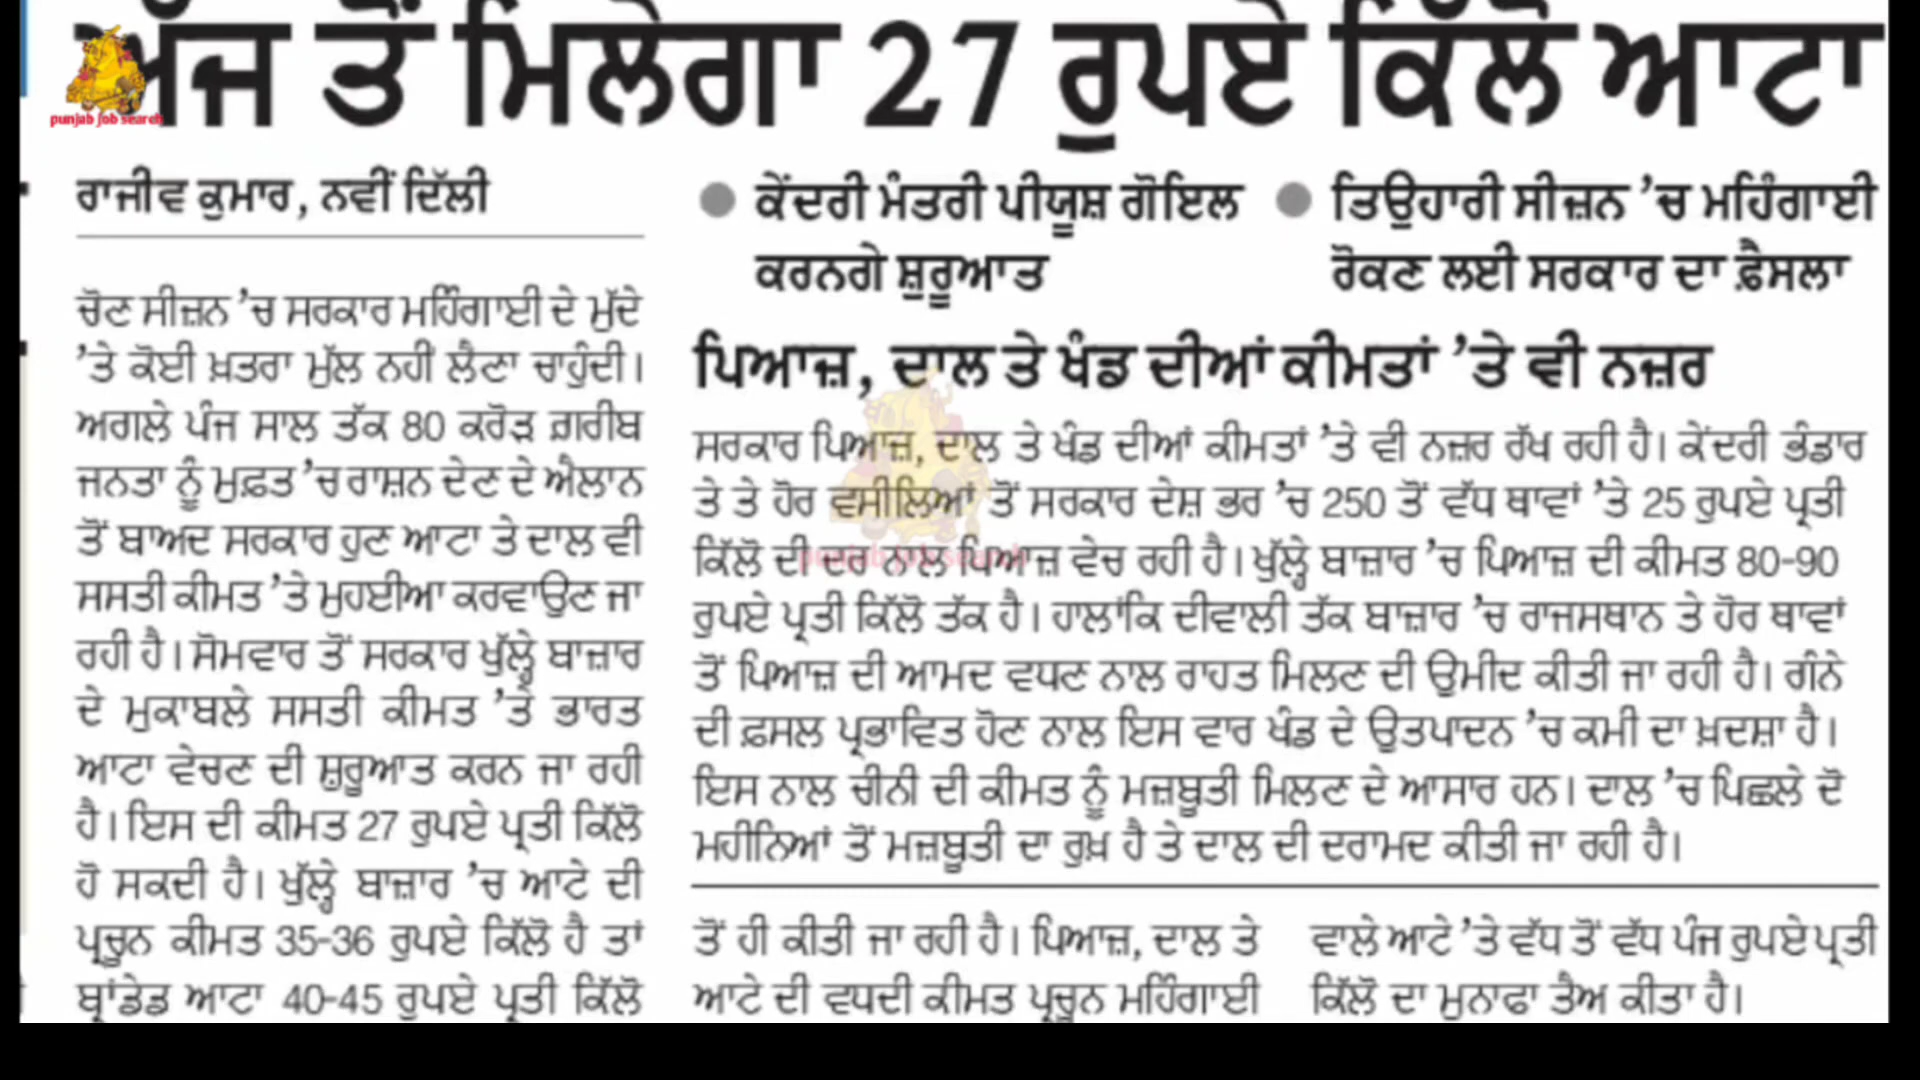 ਅੱਜ ਤੋਂ ਮਿਲੇਗਾ 27 ਰੁਪਏ ਕਿੱਲੋ ਆਟਾ
punjab job search
ਰਾਜੀਵ ਕੁਮਾਰ, ਨਵੀਂ ਦਿੱਲੀ
ਚੋਣ ਸੀਜ਼ਨ ’ਚ ਸਰਕਾਰ ਮਹਿੰਗਾਈ ਦੇ ਮੁੱਦੇ
’ਤੇ ਕੋਈ ਖ਼ਤਰਾ ਮੁੱਲ ਨਹੀਂ ਲੈਣਾ ਚਾਹੁੰਦੀ।
ਅਗਲੇ ਪੰਜ ਸਾਲ ਤੱਕ 80 ਕਰੋੜ ਗ਼ਰੀਬ
ਜਨਤਾ ਨੂੰ ਮੁਫ਼ਤ ’ਚ ਰਾਸ਼ਨ ਦੇਣ ਦੇ ਐਲਾਨ
ਤੋਂ ਬਾਅਦ ਸਰਕਾਰ ਹੁਣ ਆਟਾ ਤੇ ਦਾਲ ਵੀ
ਸਸਤੀ ਕੀਮਤ ’ਤੇ ਮੁਹਈਆ ਕਰਵਾਉਣ ਜਾ
ਰਹੀ ਹੈ। ਸੋਮਵਾਰ ਤੋਂ ਸਰਕਾਰ ਖੁੱਲ੍ਹੇ ਬਾਜ਼ਾਰ
ਦੇ ਮੁਕਾਬਲੇ ਸਸਤੀ ਕੀਮਤ ’ਤੇ ਭਾਰਤ
ਆਟਾ ਵੇਚਣ ਦੀ ਸ਼ੁਰੂਆਤ ਕਰਨ ਜਾ ਰਹੀ
ਹੈ। ਇਸ ਦੀ ਕੀਮਤ 27 ਰੁਪਏ ਪ੍ਰਤੀ ਕਿੱਲੋ
ਹੋ ਸਕਦੀ ਹੈ। ਖੁੱਲ੍ਹੇ ਬਾਜ਼ਾਰ ’ਚ ਆਟੇ ਦੀ
ਪ੍ਰਚੂਨ ਕੀਮਤ 35-36 ਰੁਪਏ ਕਿੱਲੋ ਹੈ ਤਾਂ
ਬ੍ਰਾਂਡੇਡ ਆਟਾ 40-45 ਰੁਪਏ ਪ੍ਰਤੀ ਕਿੱਲੋ
● ਕੇਂਦਰੀ ਮੰਤਰੀ ਪੀਯੂਸ਼ ਗੋਇਲ
ਕਰਨਗੇ ਸ਼ੁਰੂਆਤ
● ਤਿਉਹਾਰੀ ਸੀਜ਼ਨ ’ਚ ਮਹਿੰਗਾਈ
ਰੋਕਣ ਲਈ ਸਰਕਾਰ ਦਾ ਫ਼ੈਸਲਾ
ਪਿਆਜ਼, ਦਾਲ ਤੇ ਖੰਡ ਦੀਆਂ ਕੀਮਤਾਂ ’ਤੇ ਵੀ ਨਜ਼ਰ
ਸਰਕਾਰ ਪਿਆਜ਼, ਦਾਲ ਤੇ ਖੰਡ ਦੀਆਂ ਕੀਮਤਾਂ ’ਤੇ ਵੀ ਨਜ਼ਰ ਰੱਖ ਰਹੀ ਹੈ। ਕੇਂਦਰੀ ਭੰਡਾਰ
ਤੇ ਤੇ ਹੋਰ ਵਸੀਲਿਆਂ ਤੋਂ ਸਰਕਾਰ ਦੇਸ਼ ਭਰ ’ਚ 250 ਤੋਂ ਵੱਧ ਥਾਵਾਂ ’ਤੇ 25 ਰੁਪਏ ਪ੍ਰਤੀ
ਕਿੱਲੋ ਦੀ ਦਰ ਨਾਲ ਪਿਆਜ਼ ਵੇਚ ਰਹੀ ਹੈ। ਖੁੱਲ੍ਹੇ ਬਾਜ਼ਾਰ ’ਚ ਪਿਆਜ਼ ਦੀ ਕੀਮਤ 80-90
ਰੁਪਏ ਪ੍ਰਤੀ ਕਿੱਲੋ ਤੱਕ ਹੈ। ਹਾਲਾਂਕਿ ਦੀਵਾਲੀ ਤੱਕ ਬਾਜ਼ਾਰ ’ਚ ਰਾਜਸਥਾਨ ਤੇ ਹੋਰ ਥਾਵਾਂ
ਤੋਂ ਪਿਆਜ਼ ਦੀ ਆਮਦ ਵਧਣ ਨਾਲ ਰਾਹਤ ਮਿਲਣ ਦੀ ਉਮੀਦ ਕੀਤੀ ਜਾ ਰਹੀ ਹੈ। ਗੰਨੇ
ਦੀ ਫ਼ਸਲ ਪ੍ਰਭਾਵਿਤ ਹੋਣ ਨਾਲ ਇਸ ਵਾਰ ਖੰਡ ਦੇ ਉਤਪਾਦਨ ’ਚ ਕਮੀ ਦਾ ਖ਼ਦਸ਼ਾ ਹੈ।
ਇਸ ਨਾਲ ਚੀਨੀ ਦੀ ਕੀਮਤ ਨੂੰ ਮਜ਼ਬੂਤੀ ਮਿਲਣ ਦੇ ਆਸਾਰ ਹਨ। ਦਾਲ ’ਚ ਪਿਛਲੇ ਦੋ
ਮਹੀਨਿਆਂ ਤੋਂ ਮਜ਼ਬੂਤੀ ਦਾ ਰੁਖ਼ ਹੈ ਤੇ ਦਾਲ ਦੀ ਦਰਾਮਦ ਕੀਤੀ ਜਾ ਰਹੀ ਹੈ।
punjab job search
ਤੋਂ ਹੀ ਕੀਤੀ ਜਾ ਰਹੀ ਹੈ। ਪਿਆਜ਼, ਦਾਲ ਤੇ
ਆਟੇ ਦੀ ਵਧਦੀ ਕੀਮਤ ਪ੍ਰਚੂਨ ਮਹਿੰਗਾਈ
ਵਾਲੇ ਆਟੇ ’ਤੇ ਵੱਧ ਤੋਂ ਵੱਧ ਪੰਜ ਰੁਪਏ ਪ੍ਰਤੀ
ਕਿੱਲੋ ਦਾ ਮੁਨਾਫਾ ਤੈਅ ਕੀਤਾ ਹੈ।